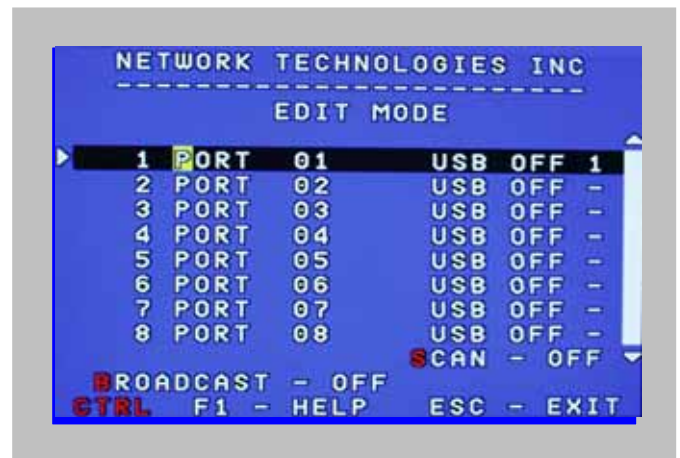 NETWORK TECHNOLOGIES INC
------------------------
EDIT MODE
1 PORT 01 USB OFF 1
2 PORT 02 USB OFF -
3 PORT 03 USB OFF -
4 PORT 04 USB OFF -
5 PORT 05 USB OFF -
6 PORT 06 USB OFF -
7 PORT 07 USB OFF -
8 PORT 08 USB OFF -
SCAN - OFF
BROADCAST - OFF
CTRL F1 - HELP ESC - EXIT